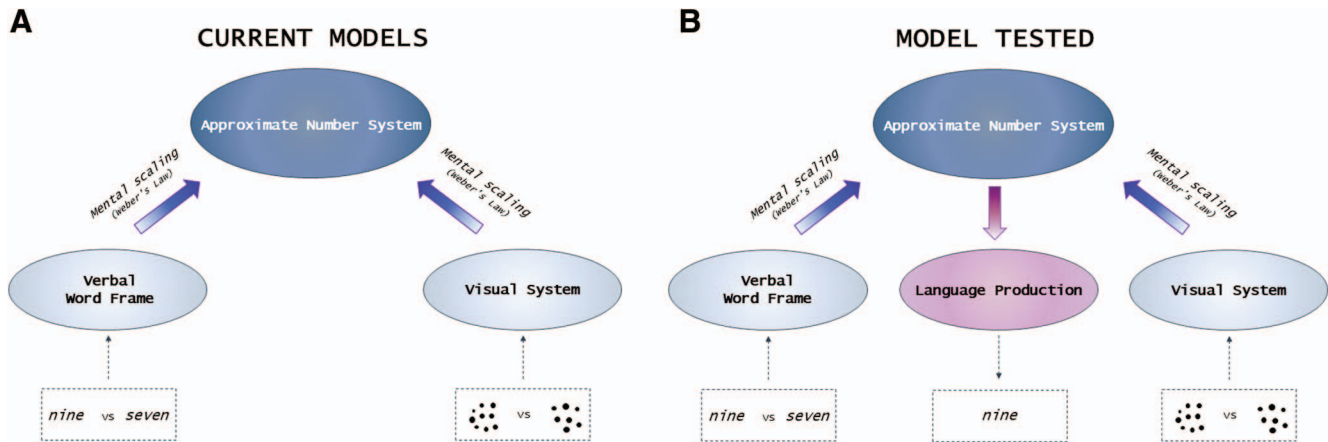 A
CURRENT MODELS
Approximate Number System
Mental scaling
(Weber's Law)
Mental scaling
(Weber's Law)
Verbal
Word Frame
Visual System
nine vs seven
vs
B
MODEL TESTED
Approximate Number System
Mental scaling
(Weber's Law)
Mental scaling
(Weber's Law)
Verbal
Word Frame
Language Production
Visual System
nine vs seven
nine
vs